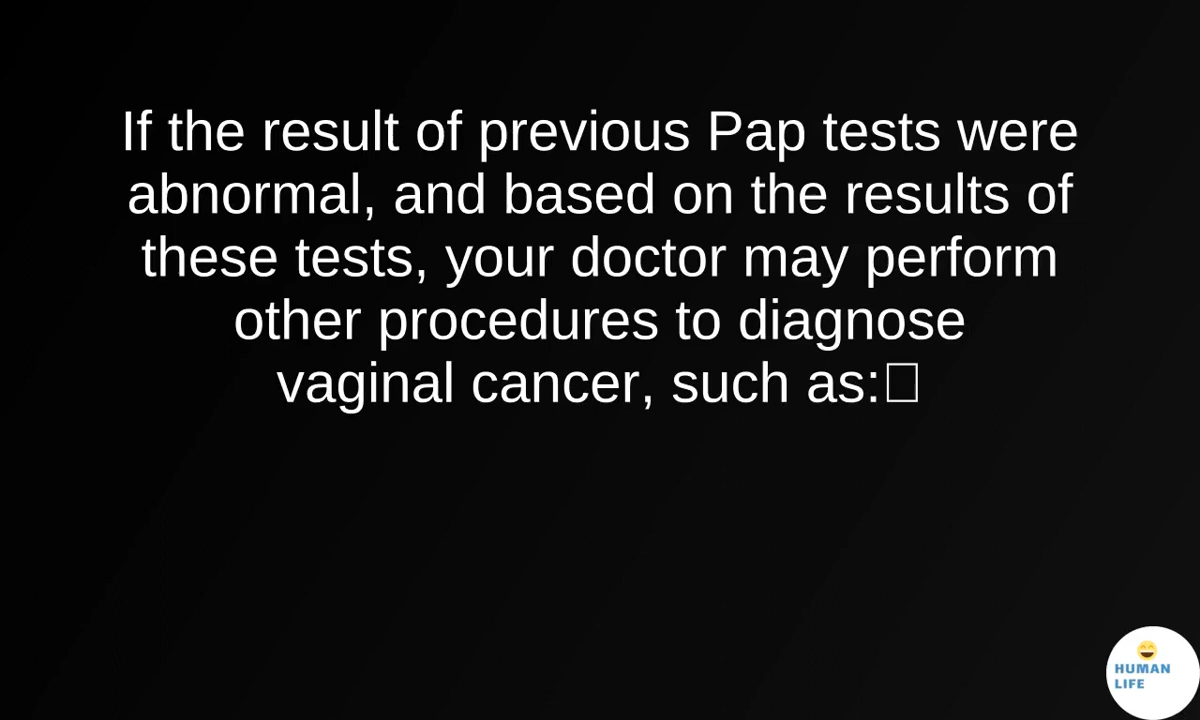 If the result of previous Pap tests were
abnormal, and based on the results of
these tests, your doctor may perform
other procedures to diagnose
vaginal cancer, such as:
HUMAN
LIFE